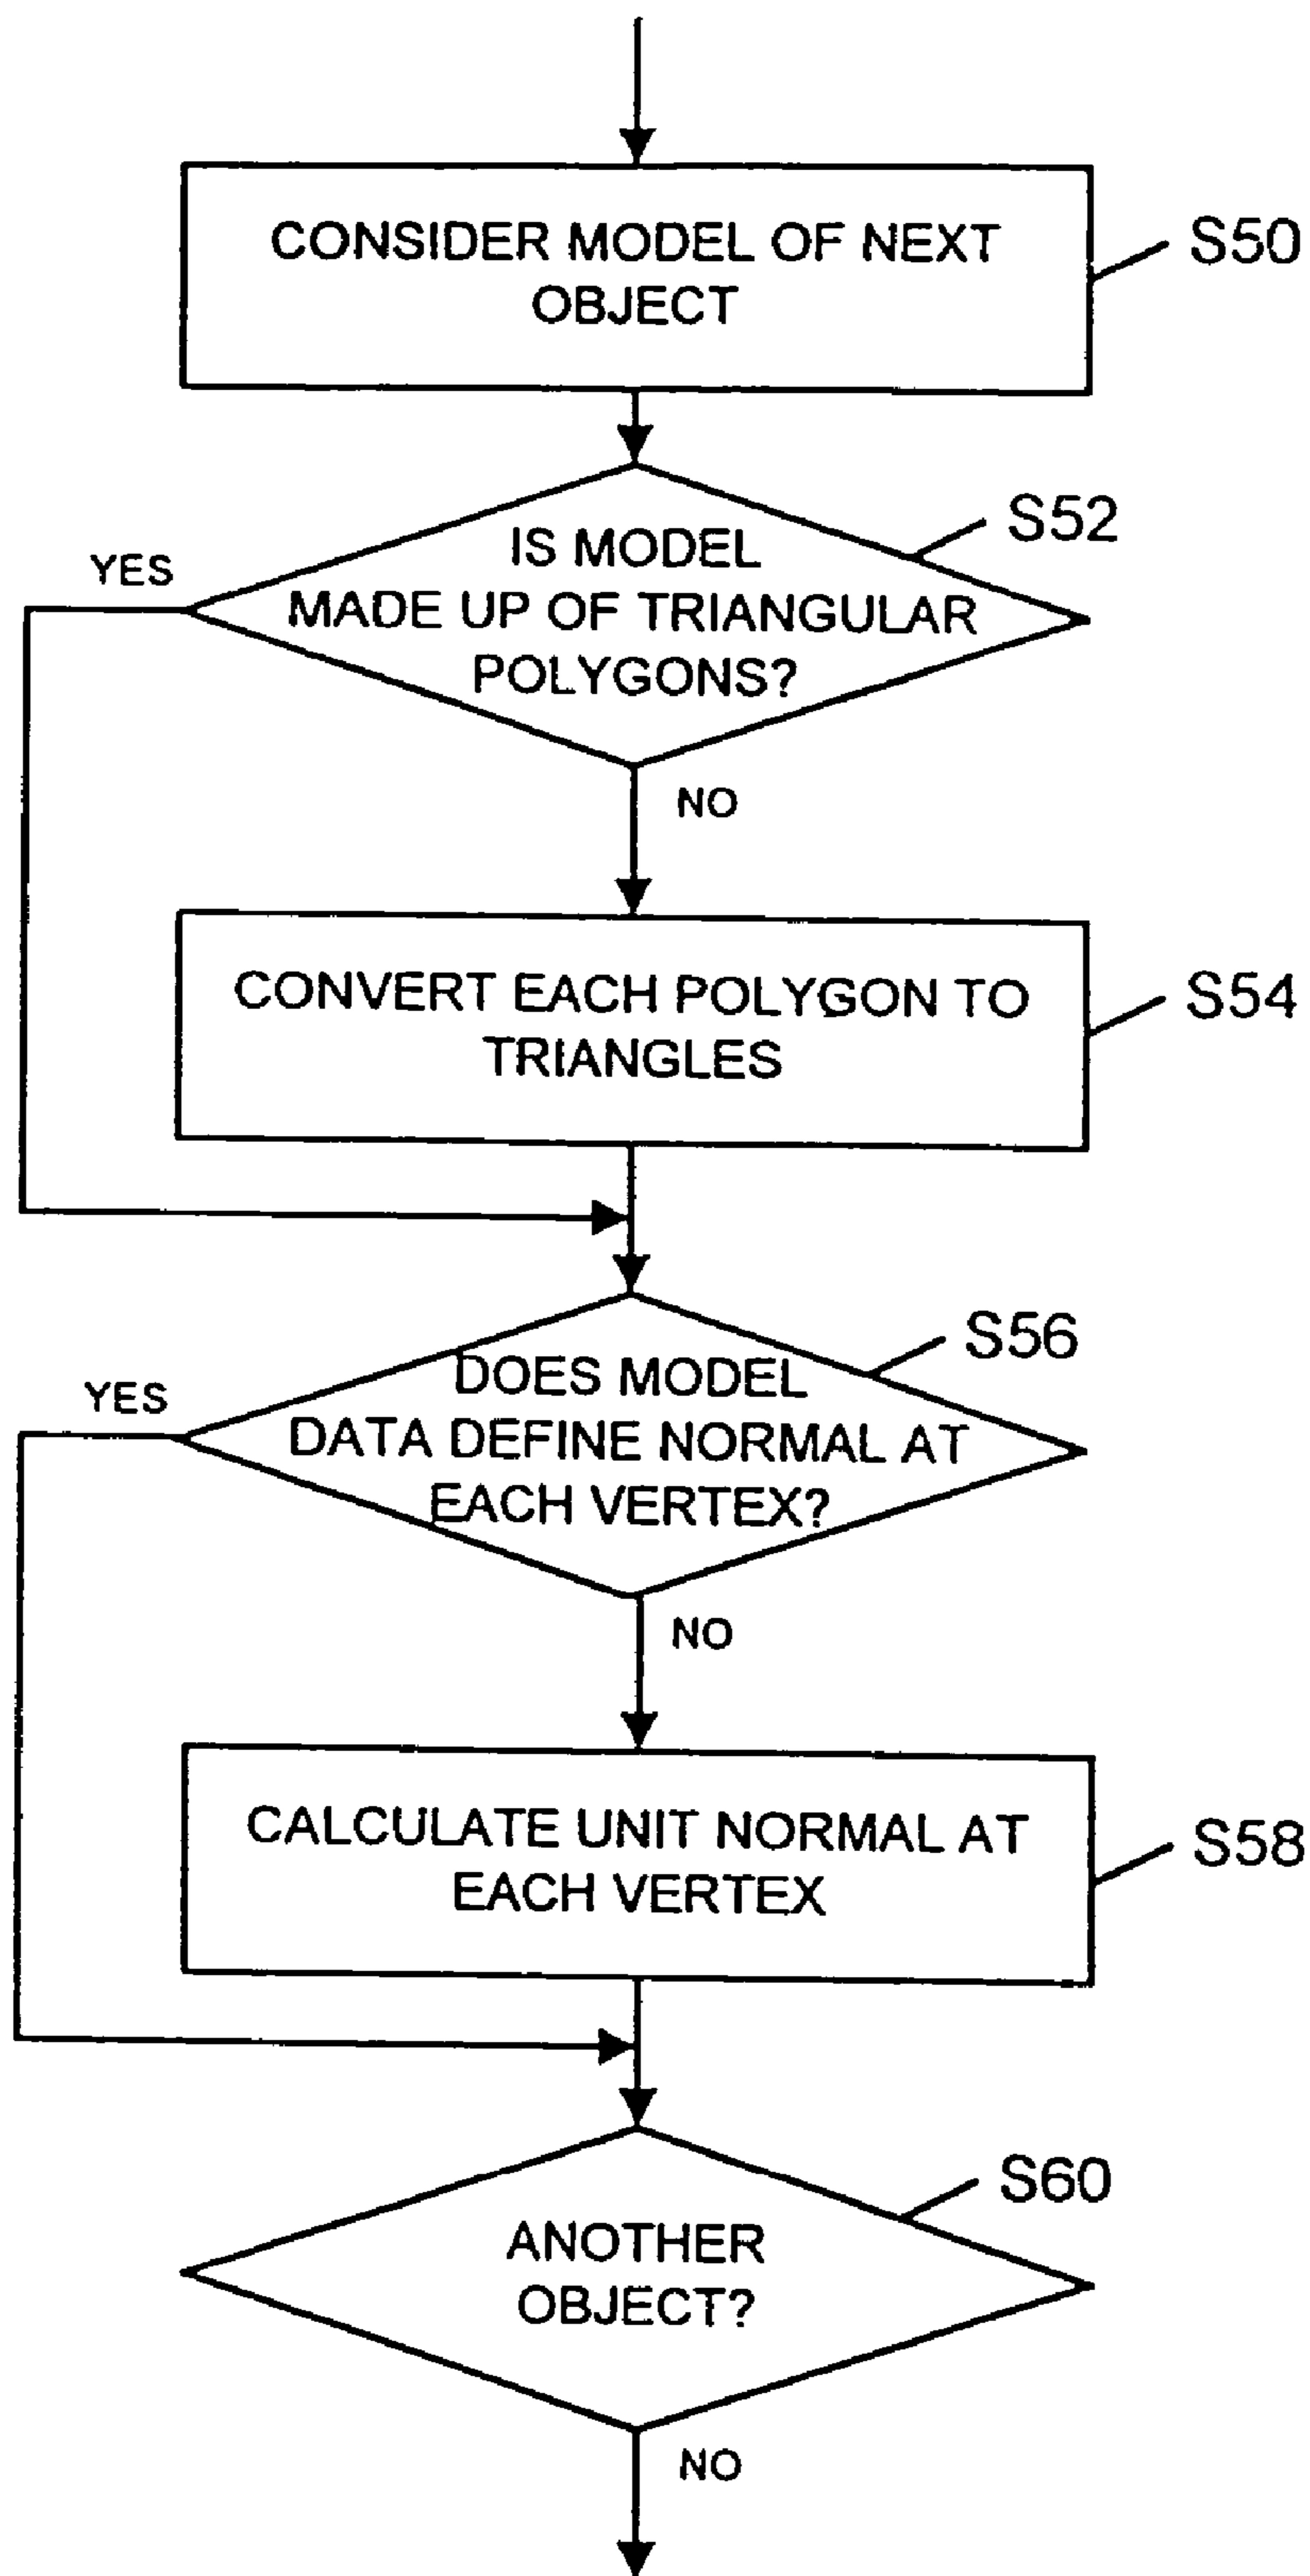 CONSIDER MODEL OF NEXT
OBJECT
S50
S52
IS MODEL
MADE UP OF TRIANGULAR
POLYGONS?
YES
NO
CONVERT EACH POLYGON TO
TRIANGLES
S54
S56
DOES MODEL
DATA DEFINE NORMAL AT
EACH VERTEX?
YES
NO
CALCULATE UNIT NORMAL AT
EACH VERTEX
S58
S60
ANOTHER
OBJECT?
NO